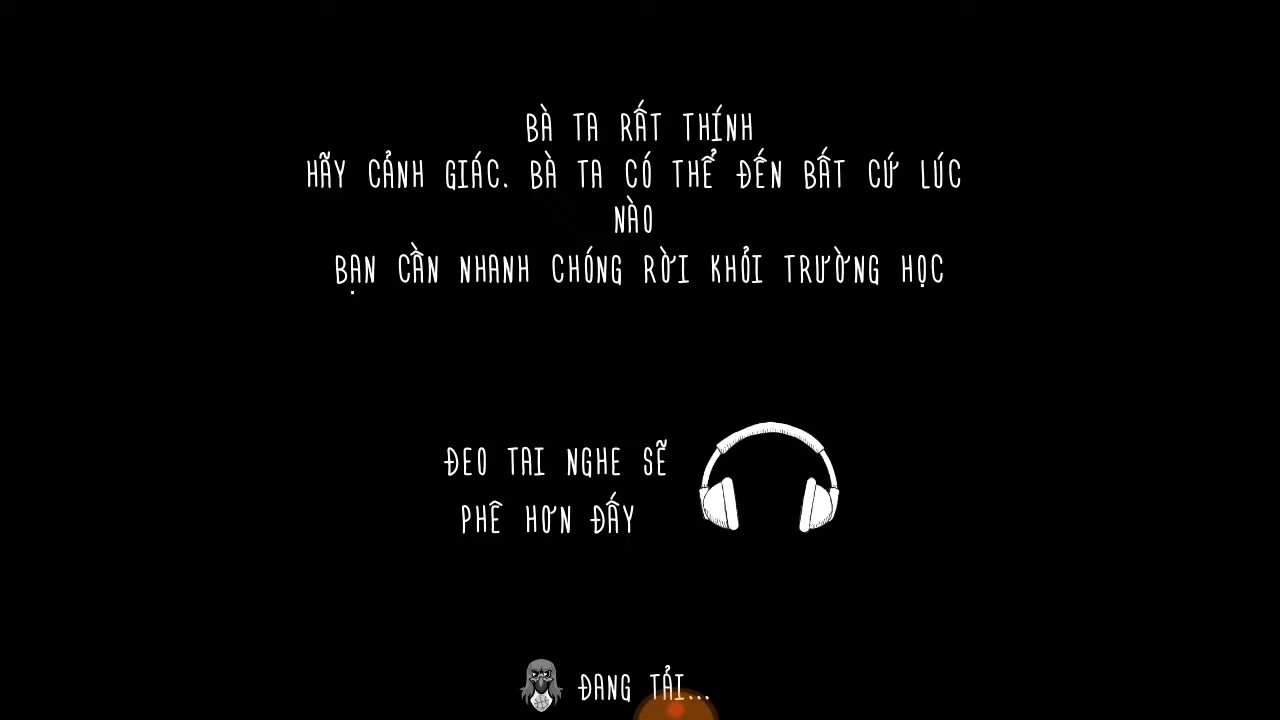 BÀ TA RẤT THÍNH
HÃY CẢNH GIÁC. BÀ TA CÓ THỂ ĐẾN BẤT CỨ LÚC
NÀO
BẠN CẦN NHANH CHÓNG RỜI KHỎI TRƯỜNG HỌC
ĐEO TAI NGHE SẼ
PHÊ HƠN ĐẤY
ĐANG TẢI...